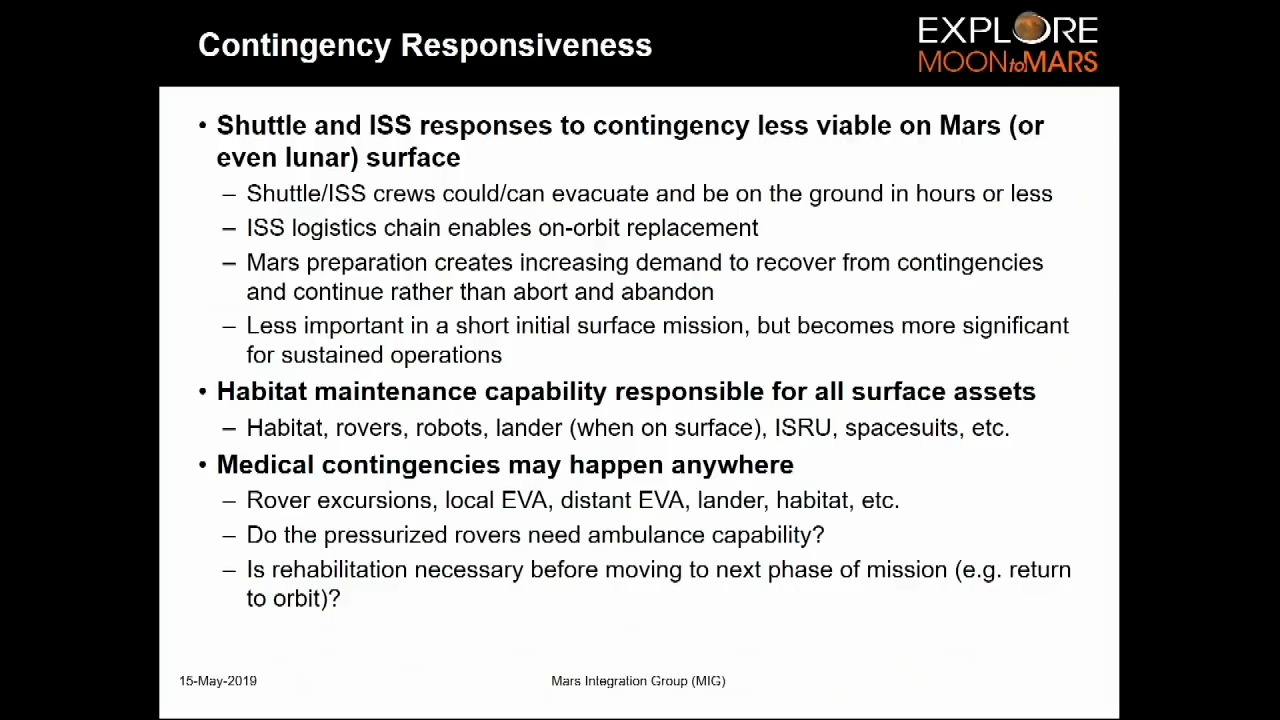 Contingency Responsiveness
EXPLORE
MOON to MARS
• Shuttle and ISS responses to contingency less viable on Mars (or
even lunar) surface
– Shuttle/ISS crews could/can evacuate and be on the ground in hours or less
– ISS logistics chain enables on-orbit replacement
– Mars preparation creates increasing demand to recover from contingencies
and continue rather than abort and abandon
– Less important in a short initial surface mission, but becomes more significant
for sustained operations
• Habitat maintenance capability responsible for all surface assets
– Habitat, rovers, robots, lander (when on surface), ISRU, spacesuits, etc.
• Medical contingencies may happen anywhere
– Rover excursions, local EVA, distant EVA, lander, habitat, etc.
– Do the pressurized rovers need ambulance capability?
– Is rehabilitation necessary before moving to next phase of mission (e.g. return
to orbit)?
15-May-2019
Mars Integration Group (MIG)